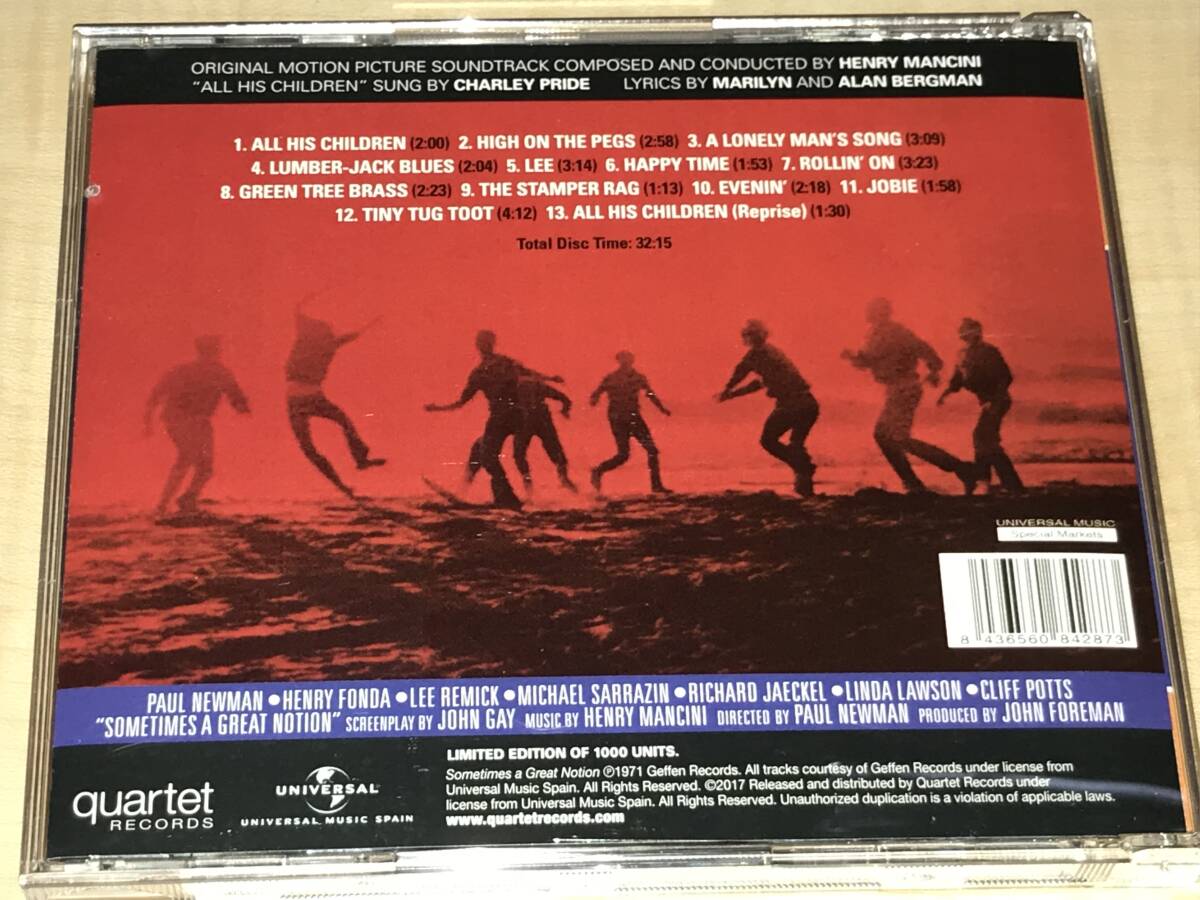 ORIGINAL MOTION PICTURE SOUNDTRACK COMPOSED AND CONDUCTED BY HENRY MANCINI
“ALL HIS CHILDREN” SUNG BY CHARLEY PRIDE LYRICS BY MARILYN AND ALAN BERGMAN
1. ALL HIS CHILDREN (2:00) 2. HIGH ON THE PEGS (2:58) 3. A LONELY MAN'S SONG (3:09)
4. LUMBER-JACK BLUES (2:04) 5. LEE (3:14) 6. HAPPY TIME (1:53) 7. ROLLIN' ON (3:23)
8. GREEN TREE BRASS (2:23) 9. THE STAMPER RAG (1:13) 10. EVENIN' (2:18) 11. JOBIE (1:58)
12. TINY TUG TOOT (4:12) 13. ALL HIS CHILDREN (Reprise) (1:30)
Total Disc Time: 32:15
UNIVERSAL MUSIC
Special Markets
8 436560 842873
PAUL NEWMAN • HENRY FONDA • LEE REMICK • MICHAEL SARRAZIN • RICHARD JAECKEL • LINDA LAWSON • CLIFF POTTS
“SOMETIMES A GREAT NOTION” SCREENPLAY BY JOHN GAY MUSIC BY HENRY MANCINI DIRECTED BY PAUL NEWMAN PRODUCED BY JOHN FOREMAN
LIMITED EDITION OF 1000 UNITS.
Sometimes a Great Notion ℗1971 Geffen Records. All tracks courtesy of Geffen Records under license from
Universal Music Spain. All Rights Reserved. ©2017 Released and distributed by Quartet Records under
license from Universal Music Spain. All Rights Reserved. Unauthorized duplication is a violation of applicable laws.
www.quartetrecords.com
quartet
RECORDS
UNIVERSAL
UNIVERSAL MUSIC SPAIN